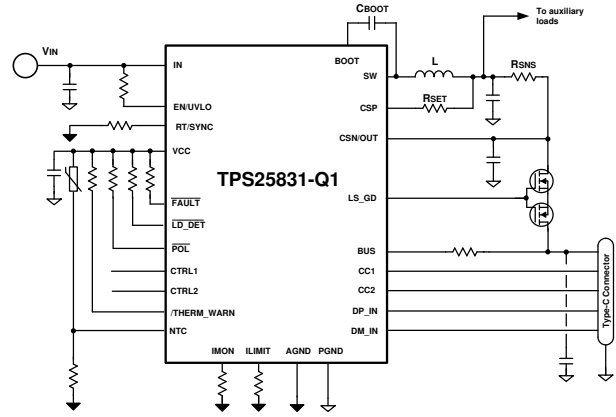 CBOOT
To auxiliary
loads
VIN
BOOT
IN
SW
L
RSNS
EN/UVLO
CSP
RSET
RT/SYNC
CSN/OUT
VCC
TPS25831-Q1
FAULT
LS_GD
LD_DET
POL
BUS
CTRL1
CC1
CTRL2
CC2
/THERM_WARN
DP_IN
NTC
DM_IN
Type-C Connector
IMON
ILIMIT
AGND
PGND